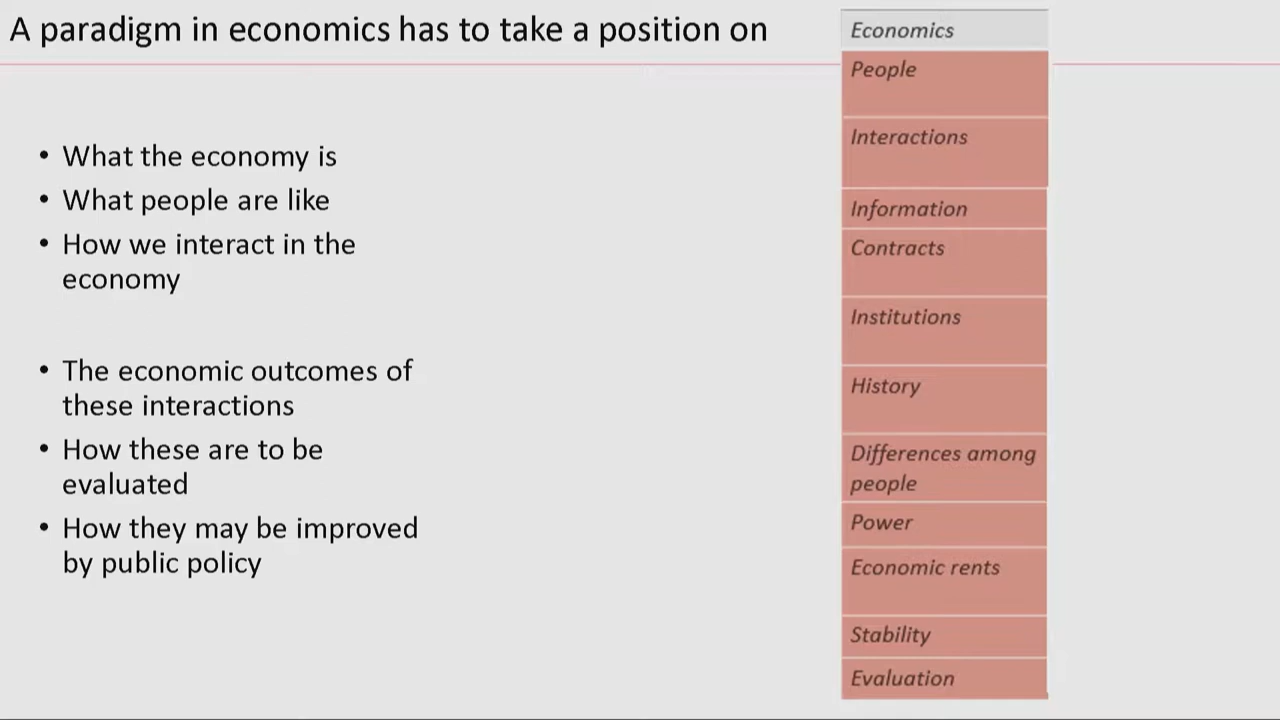 A paradigm in economics has to take a position on
• What the economy is
• What people are like
• How we interact in the
economy
• The economic outcomes of
these interactions
• How these are to be
evaluated
• How they may be improved
by public policy
Economics
People
Interactions
Information
Contracts
Institutions
History
Differences among
people
Power
Economic rents
Stability
Evaluation